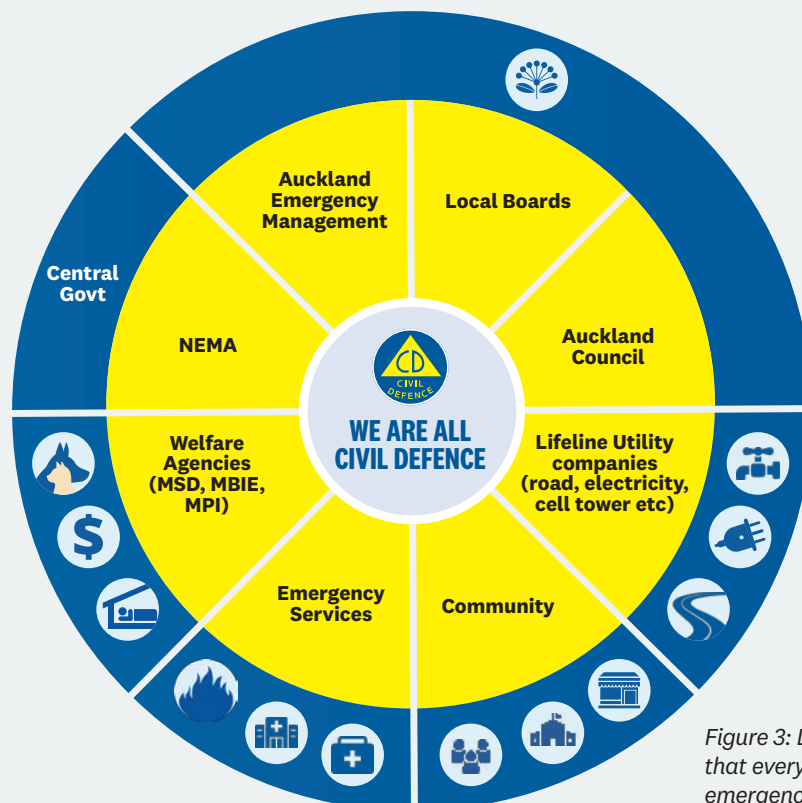 Auckland
Emergency
Management
Local Boards
Central
Govt
NEMA
Auckland
Council
CD
CIVIL
DEFENCE
WE ARE ALL
CIVIL DEFENCE
Welfare
Agencies
(MSD, MBIE,
MPI)
Lifeline Utility
companies
(road, electricity,
cell tower etc)
$
Emergency
Services
Community
Figure 3:
that every